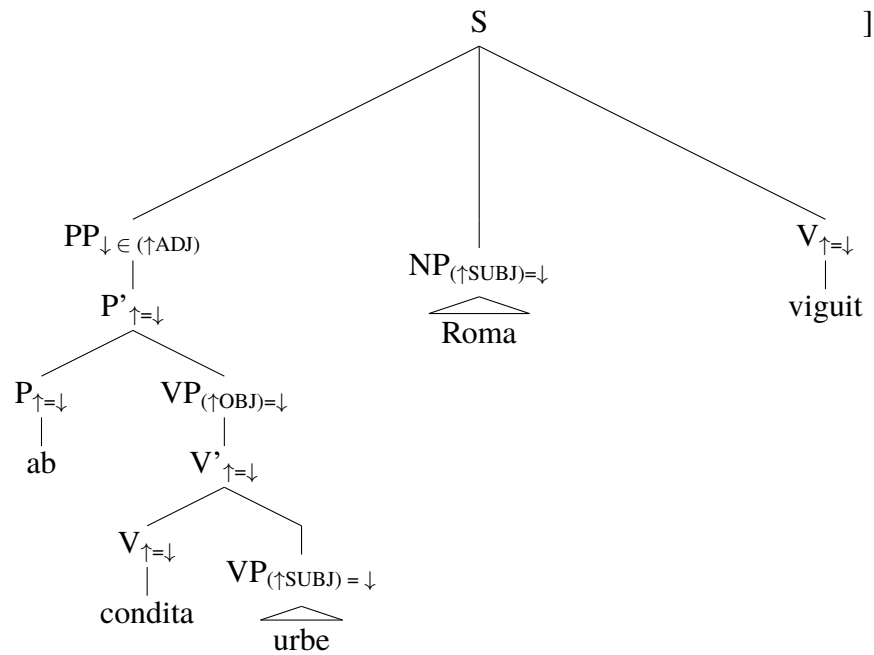 S ]
PP↓ ∈ (↑ADJ) NP(↑SUBJ)=↓ V↑=↓
P’↑=↓ Roma viguit
P↑=↓ VP(↑OBJ)=↓
ab V’↑=↓
V↑=↓ VP(↑SUBJ) = ↓
condita urbe